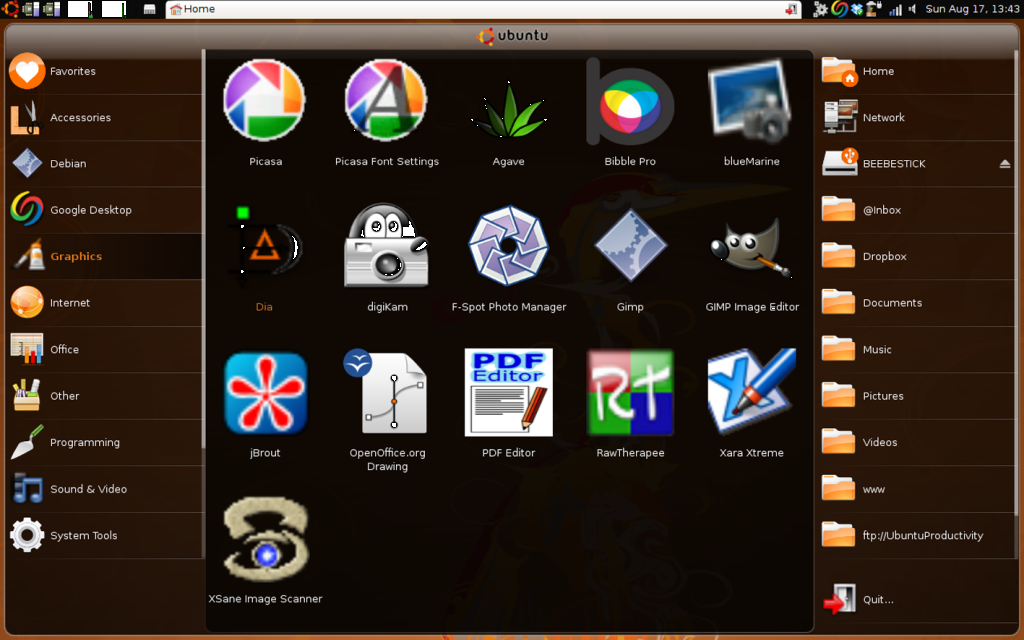 Home
Sun Aug 17, 13:43
ubuntu
Favorites
Accessories
Debian
Google Desktop
Graphics
Internet
Office
Other
Programming
Sound & Video
System Tools
Picasa
A
Picasa Font Settings
Agave
b
Bibble Pro
blueMarine
Dia
digiKam
F-Spot Photo Manager
Gimp
GIMP Image Editor
jBrout
OpenOffice.org
Drawing
PDF
Editor
PDF Editor
RT
RawTherapee
X
Xara Xtreme
XSane Image Scanner
Home
Network
BEEBESTICK
@Inbox
Dropbox
Documents
Music
Pictures
Videos
www
ftp://UbuntuProductivity
Quit...